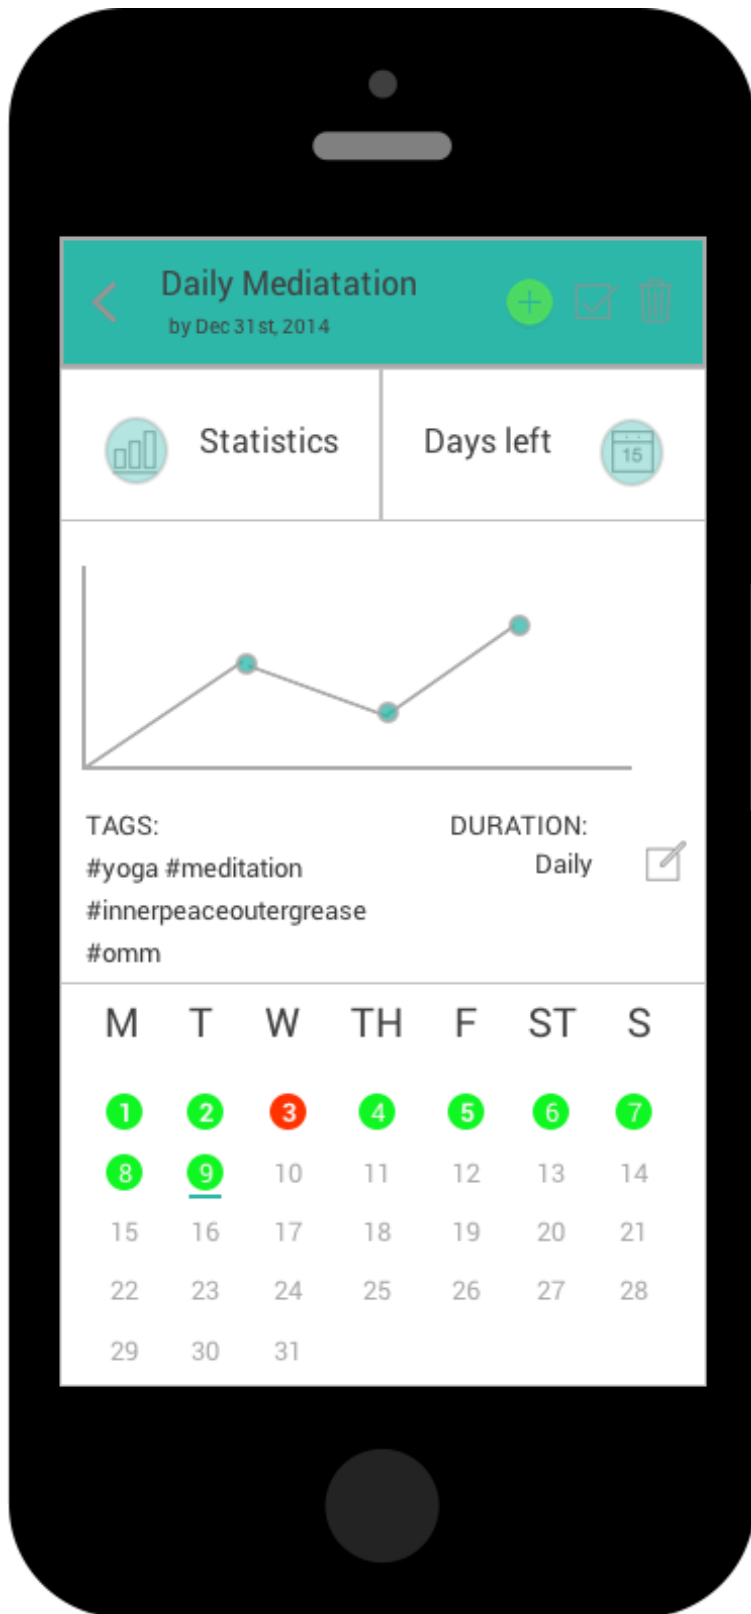 Daily Mediatation
by Dec 31st, 2014
Statistics
Days left
15
TAGS:
#yoga #meditation
#innerpeaceoutergrease
#omm
DURATION:
Daily
M T W TH F ST S
1 2 3 4 5 6 7
8 9 10 11 12 13 14
15 16 17 18 19 20 21
22 23 24 25 26 27 28
29 30 31